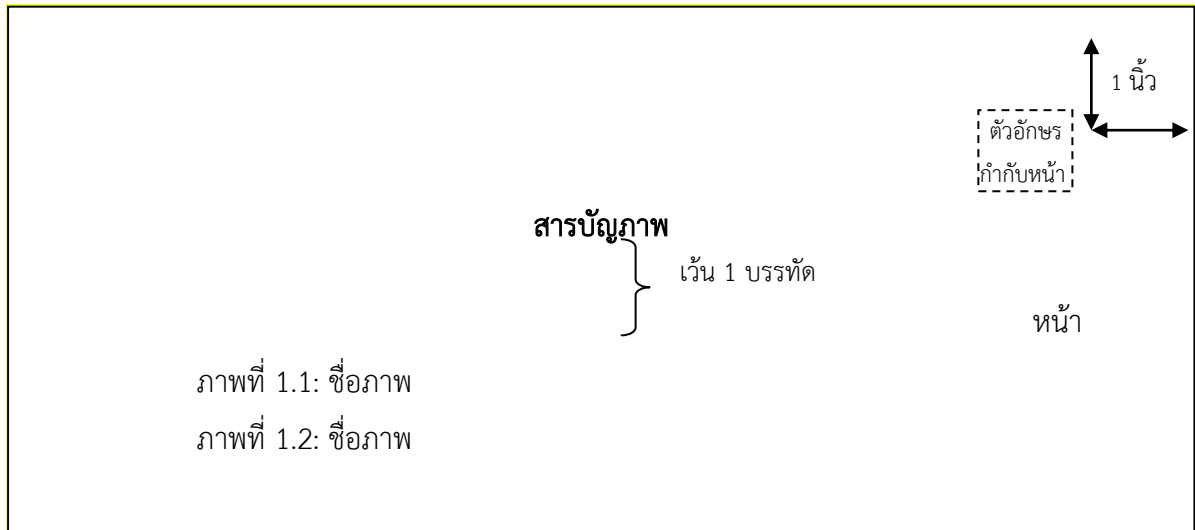 1 นิ้ว
ตัวอักษร
กำกับหน้า
สารบัญภาพ
เว้น 1 บรรทัด
หน้า
ภาพที่ 1.1: ชื่อภาพ
ภาพที่ 1.2: ชื่อภาพ